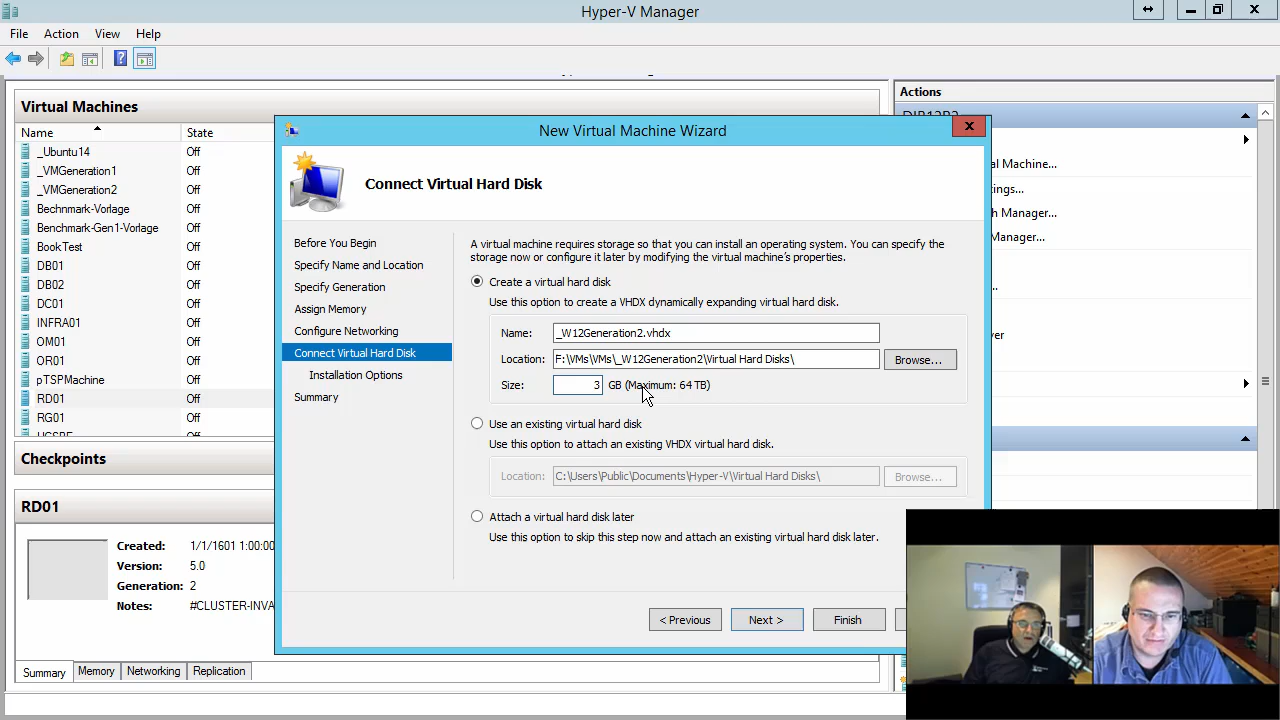 Hyper-V Manager
File Action View Help
Virtual Machines
Name State
_Ubuntu14 Off
_VMGeneration1 Off
_VMGeneration2 Off
Bechnmark-Vorlage Off
Benchmark-Gen1-Vorlage Off
BookTest Off
DB01 Off
DB02 Off
DC01 Off
INFRA01 Off
OM01 Off
OR01 Off
pTSPMachine Off
RD01 Off
RG01 Off
Checkpoints
RD01
Created: 1/1/1601 1:00:00
Version: 5.0
Generation: 2
Notes: #CLUSTER-INVA
Summary Memory Networking Replication
New Virtual Machine Wizard
Connect Virtual Hard Disk
Before You Begin
Specify Name and Location
Specify Generation
Assign Memory
Configure Networking
Connect Virtual Hard Disk
Installation Options
Summary
A virtual machine requires storage so that you can install an operating system. You can specify the
storage now or configure it later by modifying the virtual machine's properties.
Create a virtual hard disk
Use this option to create a VHDX dynamically expanding virtual hard disk.
Name: _W12Generation2.vhdx
Location: F:\VMs\VMs\_W12Generation2\Virtual Hard Disks\ Browse...
Size: 3 GB (Maximum: 64 TB)
Use an existing virtual hard disk
Use this option to attach an existing VHDX virtual hard disk.
Location: C:\Users\Public\Documents\Hyper-V\Virtual Hard Disks\ Browse...
Attach a virtual hard disk later
Use this option to skip this step now and attach an existing virtual hard disk later.
< Previous Next > Finish
Actions
al Machine...
ngs...
h Manager...
Manager...